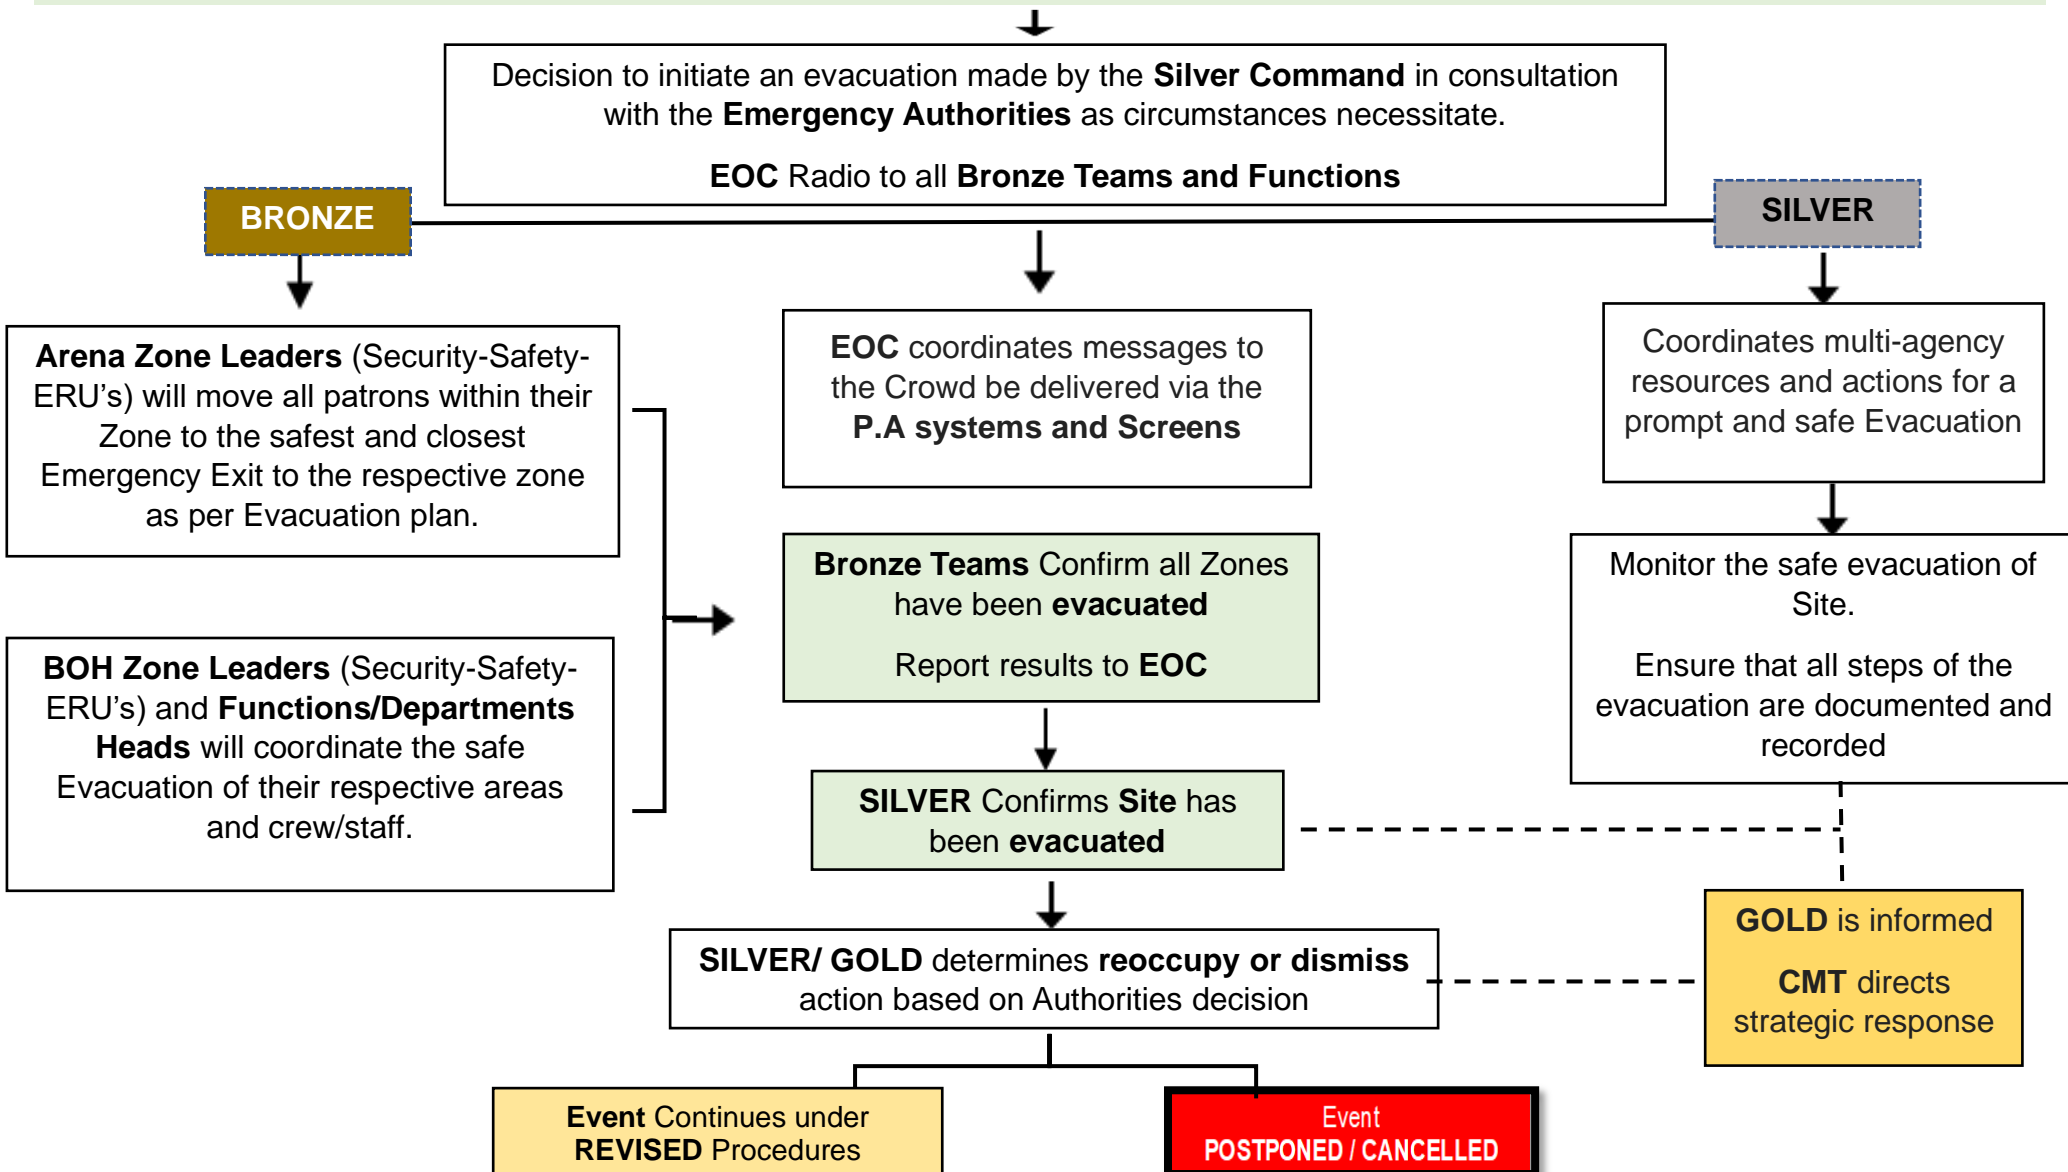 Decision to initiate an evacuation made by the Silver Command in consultation
with the Emergency Authorities as circumstances necessitate.
EOC Radio to all Bronze Teams and Functions
BRONZE
SILVER
Arena Zone Leaders (Security-Safety-
ERU's) will move all patrons within their
Zone to the safest and closest
Emergency Exit to the respective zone
as per Evacuation plan.
EOC coordinates messages to
the Crowd be delivered via the
P.A systems and Screens
Coordinates multi-agency
resources and actions for a
prompt and safe Evacuation
BOH Zone Leaders (Security-Safety-
ERU's) and Functions/Departments
Heads will coordinate the safe
Evacuation of their respective areas
and crew/staff.
Bronze Teams Confirm all Zones
have been evacuated
Report results to EOC
Monitor the safe evacuation of
Site.
Ensure that all steps of the
evacuation are documented and
recorded
SILVER Confirms Site has
been evacuated
GOLD is informed
CMT directs
strategic response
SILVER/ GOLD determines reoccupy or dismiss
action based on Authorities decision
Event Continues under
REVISED Procedures
Event
POSTPONED / CANCELLED